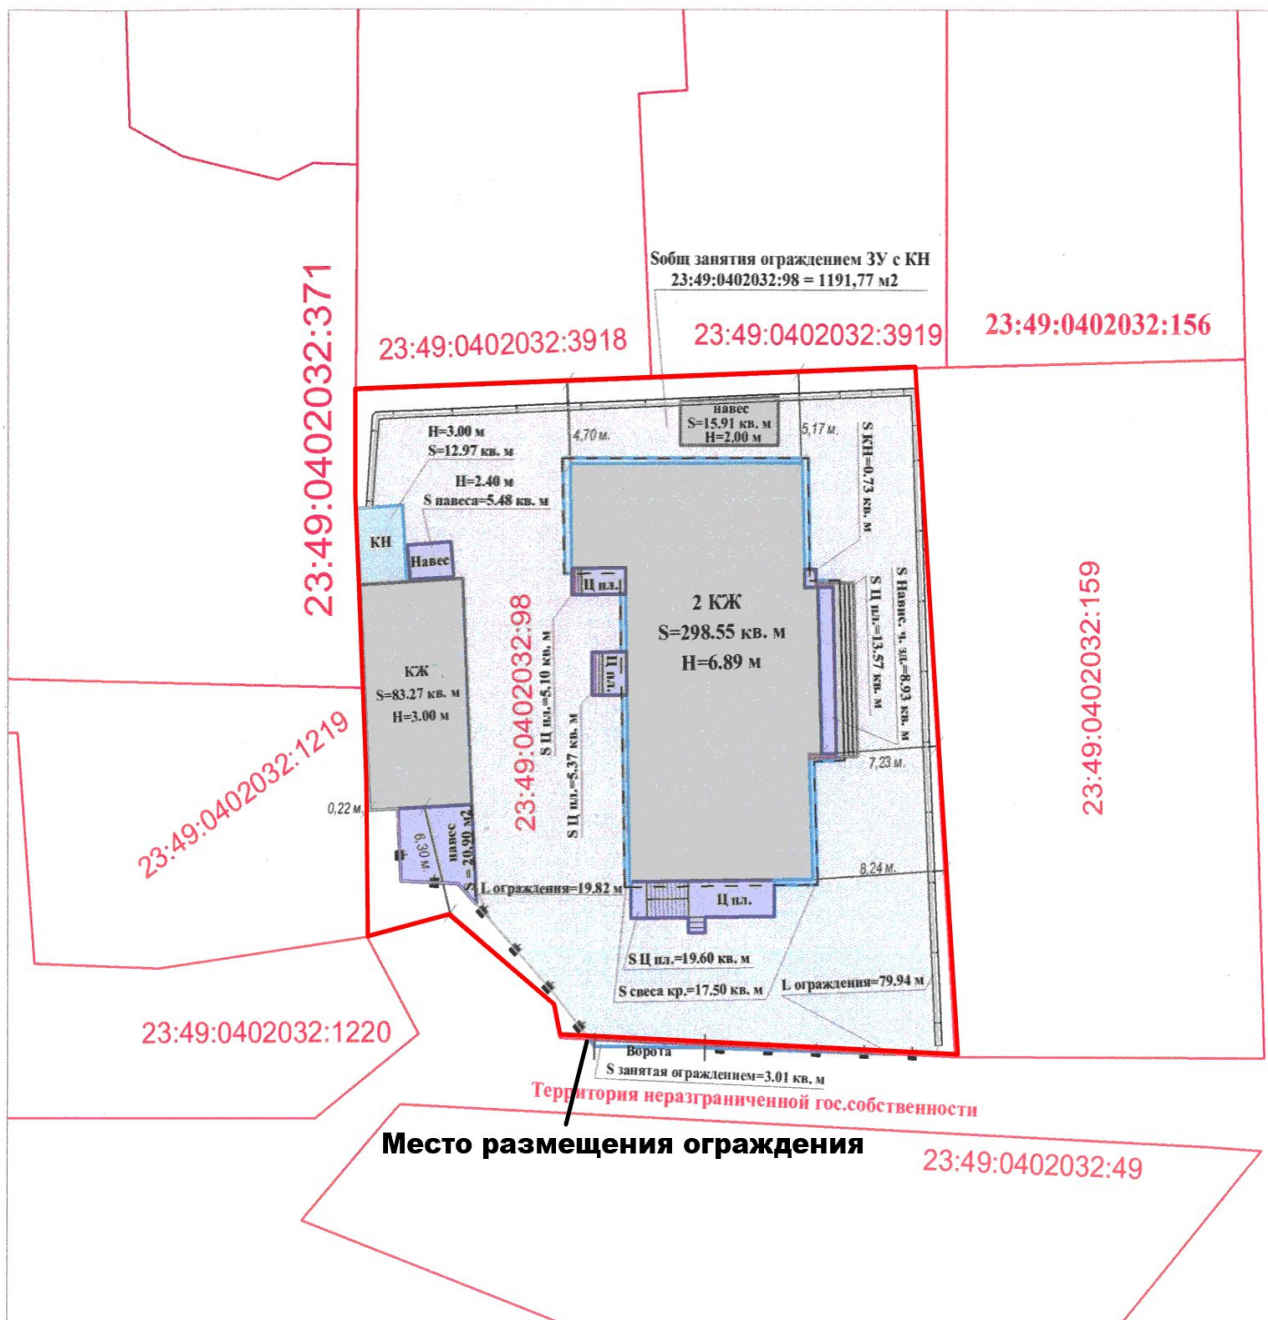 Sобщ занятия ограждением ЗУ с КН
23:49:0402032:98 = 1191,77 м2
23:49:0402032:371
23:49:0402032:3918
23:49:0402032:3919
23:49:0402032:156
навес
S=15.91 кв. м
H=2.00 м
4,70 м.
5,17 м.
H=3.00 м
S=12.97 кв. м
H=2.40 м
S навеса=5.48 кв. м
S КН=0.73 кв. м
КН
Навес
Ц пл.
2 КЖ
S=298.55 кв. м
H=6.89 м
S Навис. ч. зд.=8.93 кв. м
S Ц пл.=13.57 кв. м
23:49:0402032:159
23:49:0402032:98
S Ц пл.=5.10 кв. м
Ц пл.
S Ц пл.=5.37 кв. м
КЖ
S=83.27 кв. м
H=3.00 м
23:49:0402032:1219
0,22 м.
7,23 м.
навес
S = 20,90 м2
6,30 м.
8,24 м.
L ограждения=19.82 м
Ц пл.
S Ц пл.=19.60 кв. м
S свеса кр.=17.50 кв. м
L ограждения=79.94 м
23:49:0402032:1220
Ворота
S занятая ограждением=3.01 кв. м
Территория неразграниченной гос.собственности
Место размещения ограждения
23:49:0402032:49